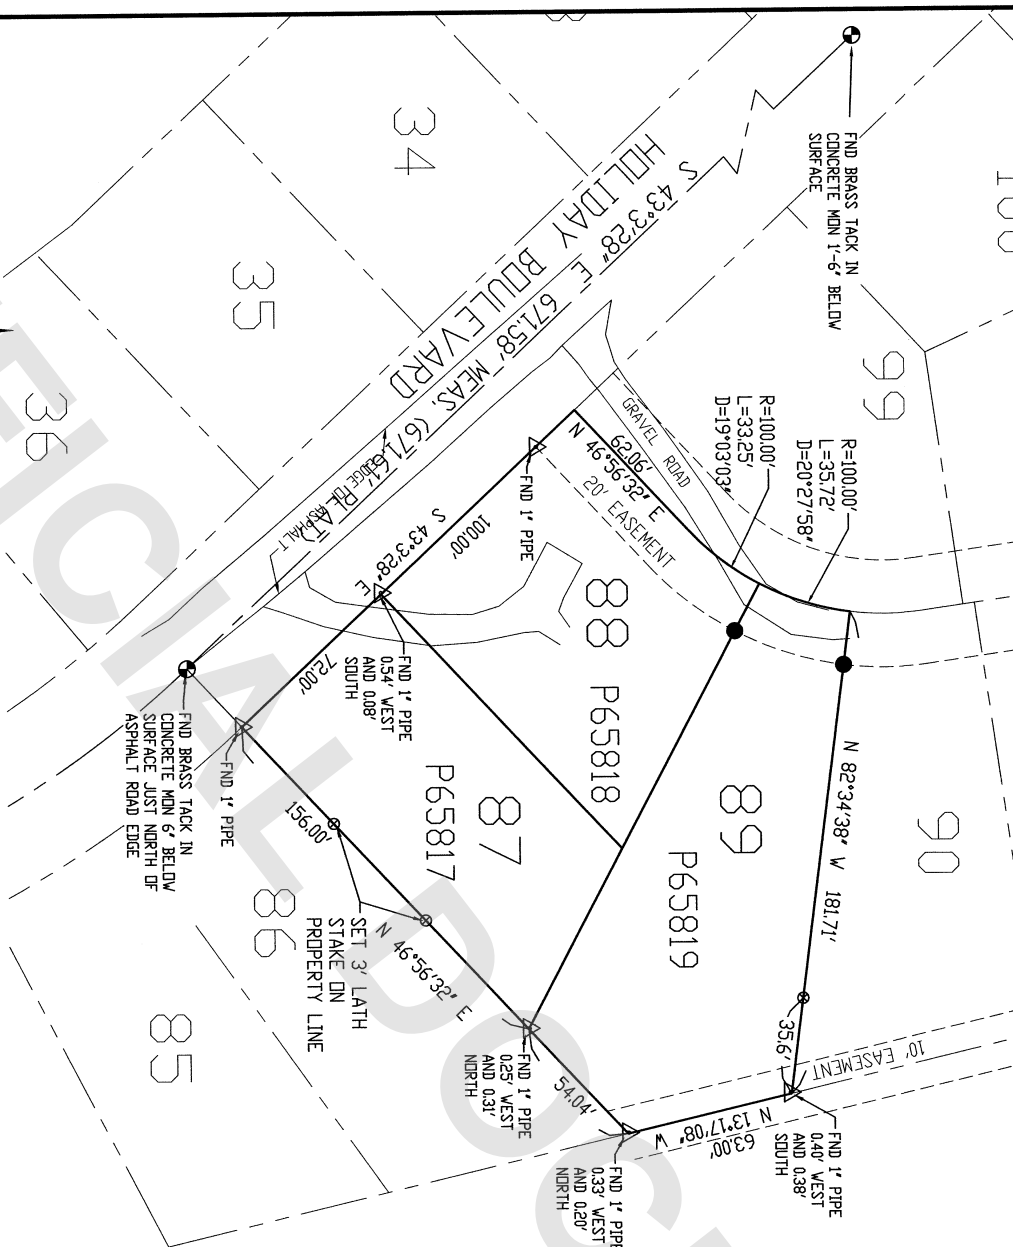 FND BRASS TACK IN
CONCRETE MON 1'-6" BELOW
SURFACE
100
99
34
35
36
HOLIDAY BOULEVARD
S 43°3'28" E 671.58' MEAS. (671.61' PLAT)
EDGE OF ASPHALT
GRAVEL ROAD
R=100.00'
L=35.72'
D=20°27'58"
R=100.00'
L=33.25'
D=19°03'03"
62.06'
N 46°56'32" E
20' EASEMENT
FND 1" PIPE
100.00'
S 43°3'28" E
88 P65818
FND 1" PIPE
0.54' WEST
AND 0.08'
SOUTH
72.00'
FND 1" PIPE
FND BRASS TACK IN
CONCRETE MON 6" BELOW
SURFACE JUST NORTH OF
ASPHALT ROAD EDGE
87
P65817
89
P65819
90
N 82°34'38" W 181.71'
35.6'
10' EASEMENT
156.00'
N 46°56'32" E
SET 3' LATH
STAKE ON
PROPERTY LINE
86
85
FND 1" PIPE
0.25' WEST
AND 0.31'
NORTH
54.04'
FND 1" PIPE
0.33' WEST
AND 0.20'
NORTH
N 13°17'08" W
63.00'
FND 1" PIPE
0.40' WEST
AND 0.38'
SOUTH
FICIAL DOC